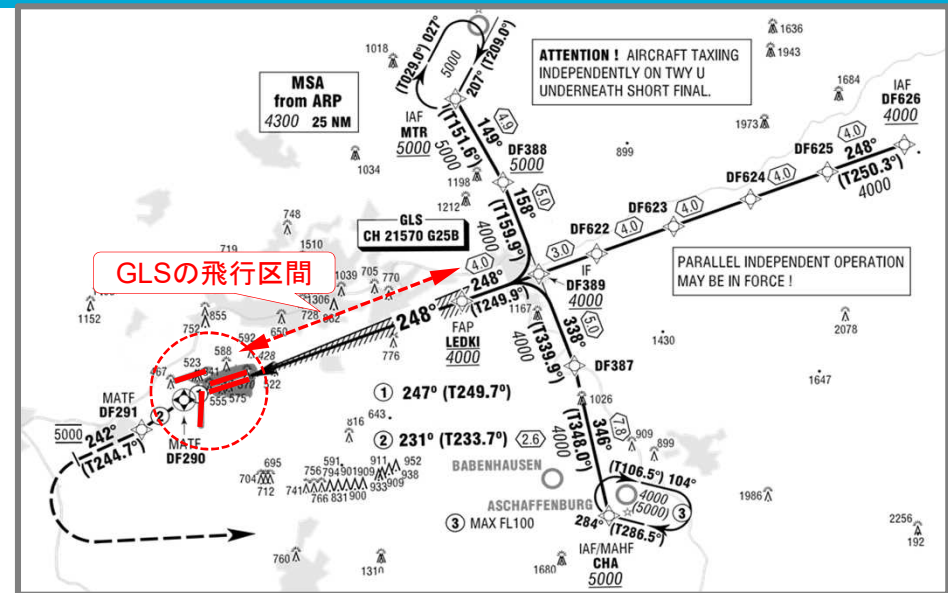 1018
(T029.0°) 027°
5000
207° (T209.0°)
ATTENTION ! AIRCRAFT TAXIING
INDEPENDENTLY ON TWY U
UNDERNEATH SHORT FINAL.
1636
1943
1684
1973
899
MSA
from ARP
4300 25 NM
1034
IAF
MTR
5000
(T151.6°)
5000
149°
4.9
DF388
5000
1198
1212
158°
5.0
(T159.9°)
4000
IAF
DF626
4000
DF625
4.0
248°
(T250.3°)
4000
DF624
4.0
DF623
4.0
DF622
4.0
3.0
IF
DF389
4000
GLS
CH 21570 G25B
4.0
248°
(T249.9°)
PARALLEL INDEPENDENT OPERATION
MAY BE IN FORCE !
748
719
1510
GLSの飛行区間
1039
705
770
1306
728
862
650
1152
855
752
592
588
428
523
467
541
555
575
522
776
248°
FAP
LEDKI
4000
1167
338°
5.0
(T339.9°)
4000
DF387
1430
2078
1647
1
1 247° (T249.7°)
2 231° (T233.7°) 2.6
3 MAX FL100
MATF
DF291
2
MATF
DF290
5000
242°
(T244.7°)
643
816
695
704
712
741
756
766
591
794
831
901
900
909
911
933
909
938
952
760
1310
1026
346°
7.8
(T348.0°)
4000
909
899
BABENHAUSEN
ASCHAFFENBURG
(T106.5°) 104°
4000
(5000)
3
284°
(T286.5°)
IAF/MAHF
CHA
5000
1680
1986
2256
192